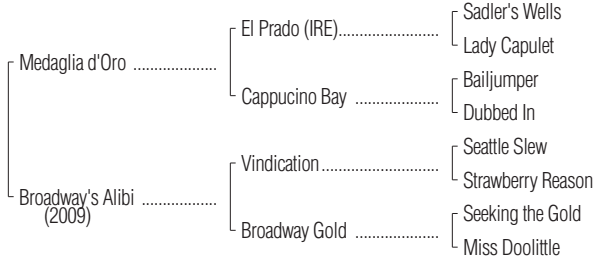 Sadler's Wells
El Prado (IRE)....................
Lady Capulet
Medaglia d'Oro .................
Bailjumper
Cappucino Bay .................
Dubbed In
Seattle Slew
Vindication........................
Strawberry Reason
Broadway's Alibi ...............
(2009)
Seeking the Gold
Broadway Gold .................
Miss Doolittle